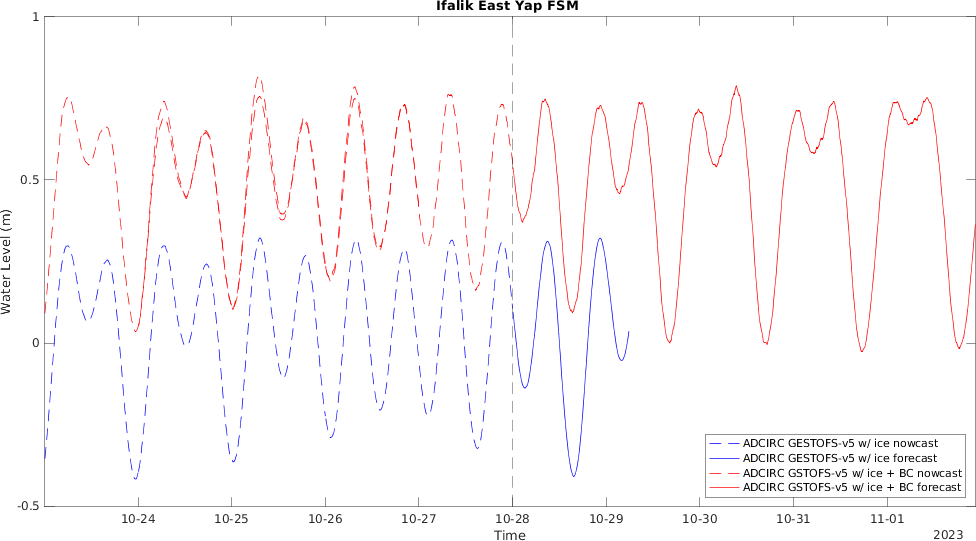 Ifalik East Yap FSM
1
0.5
0
-0.5
Water Level (m)
ADCIRC GESTOFS-v5 w/ ice nowcast
ADCIRC GESTOFS-v5 w/ ice forecast
ADCIRC GSTOFS-v5 w/ ice + BC nowcast
ADCIRC GSTOFS-v5 w/ ice + BC forecast
10-24 10-25 10-26 10-27 10-28 10-29 10-30 10-31 11-01
Time
2023